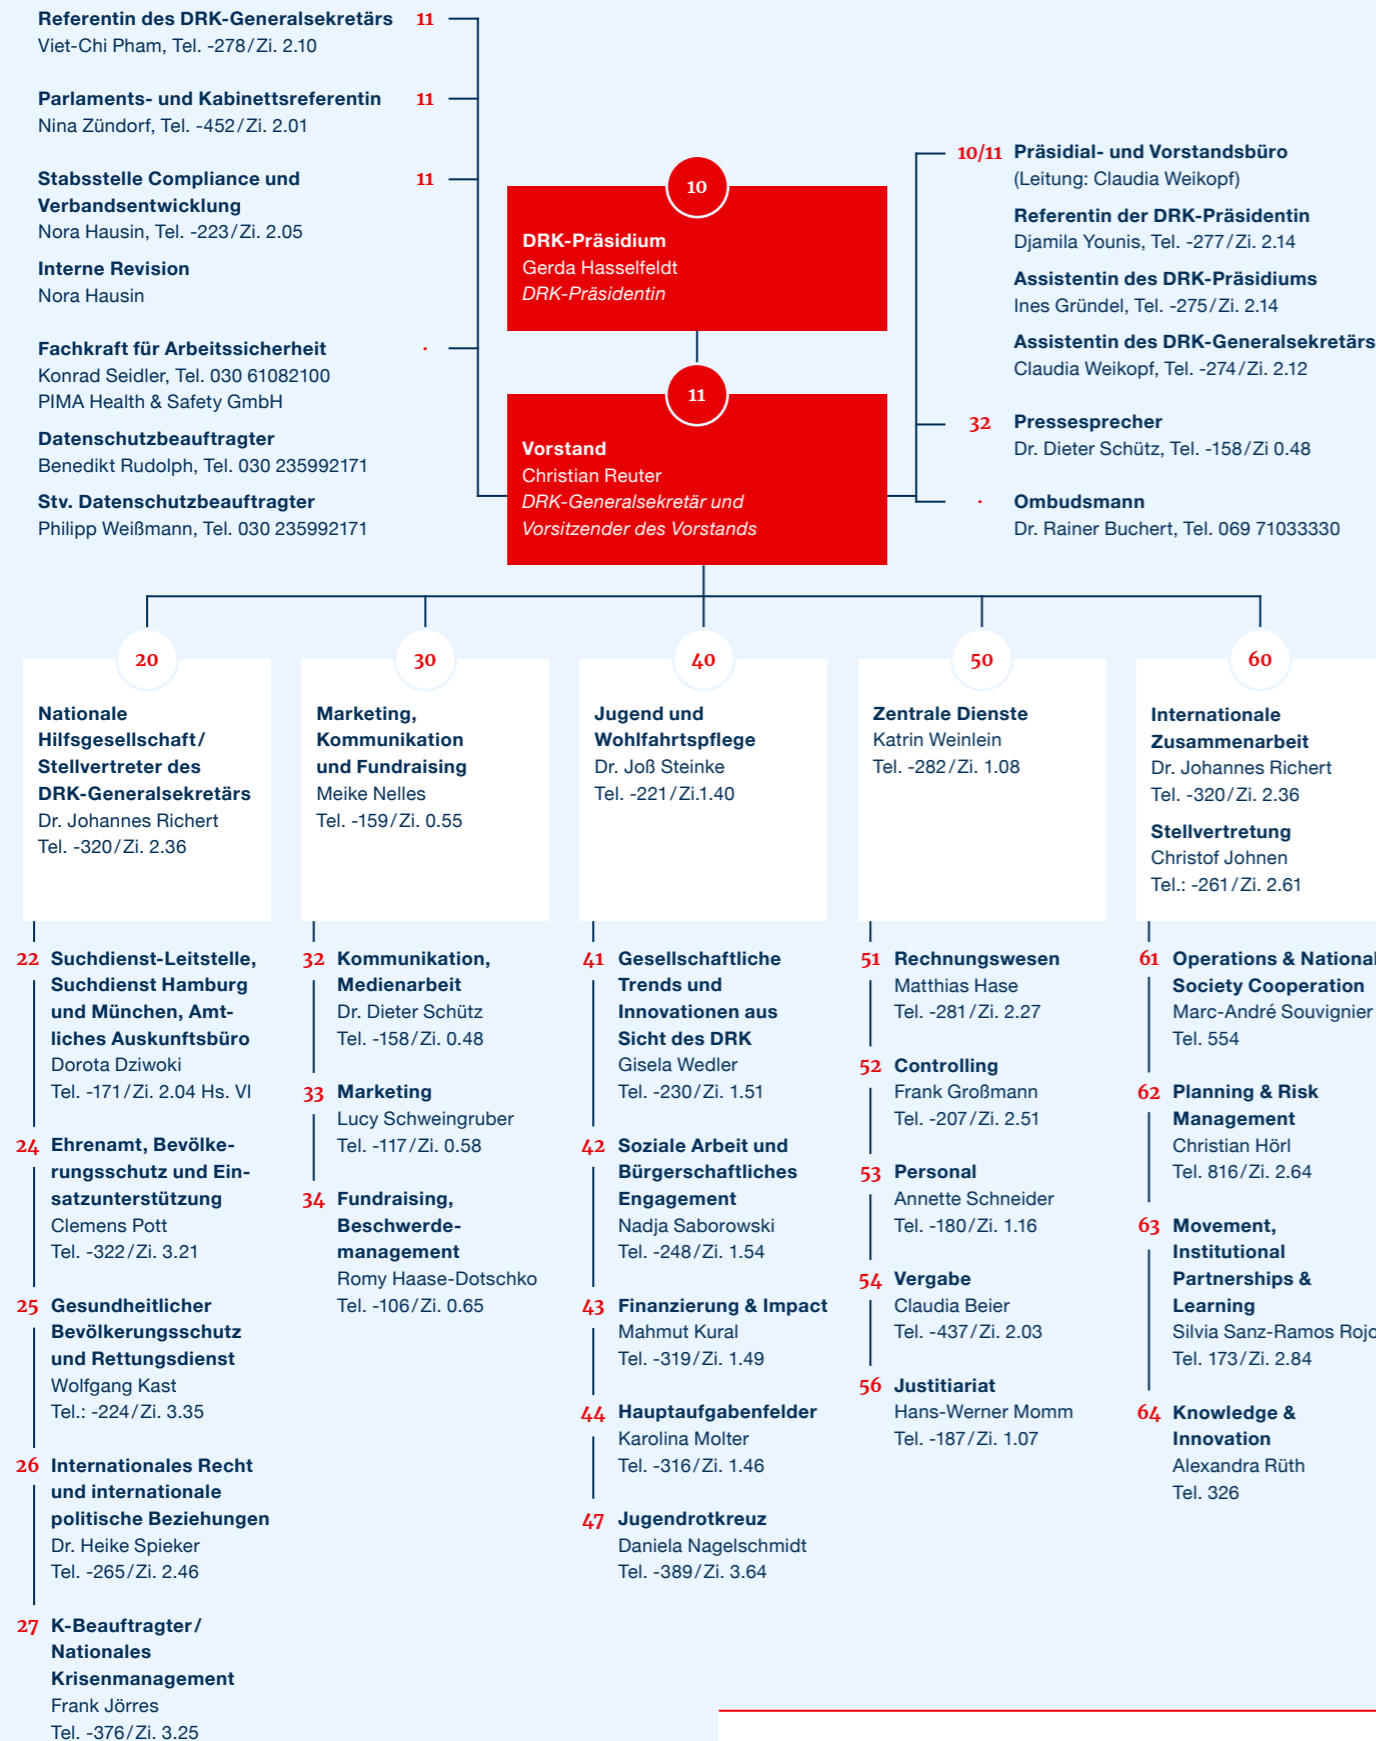 Referentin des DRK-Generalsekretärs 11
Viet-Chi Pham, Tel. -278/Zi. 2.10
Parlaments- und Kabinettsreferentin 11
Nina Zündorf, Tel. -452/Zi. 2.01
Stabsstelle Compliance und 11
Verbandsentwicklung
Nora Hausin, Tel. -223/Zi. 2.05
Interne Revision
Nora Hausin
Fachkraft für Arbeitssicherheit ·
Konrad Seidler, Tel. 030 61082100
PIMA Health & Safety GmbH
Datenschutzbeauftragter
Benedikt Rudolph, Tel. 030 235992171
Stv. Datenschutzbeauftragter
Philipp Weißmann, Tel. 030 235992171
10
DRK-Präsidium
Gerda Hasselfeldt
DRK-Präsidentin
11
Vorstand
Christian Reuter
DRK-Generalsekretär und
Vorsitzender des Vorstands
10/11 Präsidial- und Vorstandsbüro
(Leitung: Claudia Weikopf)
Referentin der DRK-Präsidentin
Djamila Younis, Tel. -277/Zi. 2.14
Assistentin des DRK-Präsidiums
Ines Gründel, Tel. -275/Zi. 2.14
Assistentin des DRK-Generalsekretärs
Claudia Weikopf, Tel. -274/Zi. 2.12
32 Pressesprecher
Dr. Dieter Schütz, Tel. -158/Zi 0.48
· Ombudsmann
Dr. Rainer Buchert, Tel. 069 71033330
20
Nationale
Hilfsgesellschaft/
Stellvertreter des
DRK-Generalsekretärs
Dr. Johannes Richert
Tel. -320/Zi. 2.36
22 Suchdienst-Leitstelle,
Suchdienst Hamburg
und München, Amt-
liches Auskunftsbüro
Dorota Dziwoki
Tel. -171/Zi. 2.04 Hs. VI
24 Ehrenamt, Bevölke-
rungsschutz und Ein-
satzunterstützung
Clemens Pott
Tel. -322/Zi. 3.21
25 Gesundheitlicher
Bevölkerungsschutz
und Rettungsdienst
Wolfgang Kast
Tel.: -224/Zi. 3.35
26 Internationales Recht
und internationale
politische Beziehungen
Dr. Heike Spieker
Tel. -265/Zi. 2.46
27 K-Beauftragter/
Nationales
Krisenmanagement
Frank Jörres
Tel. -376/Zi. 3.25
30
Marketing,
Kommunikation
und Fundraising
Meike Nelles
Tel. -159/Zi. 0.55
32 Kommunikation,
Medienarbeit
Dr. Dieter Schütz
Tel. -158/Zi. 0.48
33 Marketing
Lucy Schweingruber
Tel. -117/Zi. 0.58
34 Fundraising,
Beschwerde-
management
Romy Haase-Dotschko
Tel. -106/Zi. 0.65
40
Jugend und
Wohlfahrtspflege
Dr. Joß Steinke
Tel. -221/Zi.1.40
41 Gesellschaftliche
Trends und
Innovationen aus
Sicht des DRK
Gisela Wedler
Tel. -230/Zi. 1.51
42 Soziale Arbeit und
Bürgerschaftliches
Engagement
Nadja Saborowski
Tel. -248/Zi. 1.54
43 Finanzierung & Impact
Mahmut Kural
Tel. -319/Zi. 1.49
44 Hauptaufgabenfelder
Karolina Molter
Tel. -316/Zi. 1.46
47 Jugendrotkreuz
Daniela Nagelschmidt
Tel. -389/Zi. 3.64
50
Zentrale Dienste
Katrin Weinlein
Tel. -282/Zi. 1.08
51 Rechnungswesen
Matthias Hase
Tel. -281/Zi. 2.27
52 Controlling
Frank Großmann
Tel. -207/Zi. 2.51
53 Personal
Annette Schneider
Tel. -180/Zi. 1.16
54 Vergabe
Claudia Beier
Tel. -437/Zi. 2.03
56 Justitiariat
Hans-Werner Momm
Tel. -187/Zi. 1.07
60
Internationale
Zusammenarbeit
Dr. Johannes Richert
Tel. -320/Zi. 2.36
Stellvertretung
Christof Johnen
Tel.: -261/Zi. 2.61
61 Operations & National
Society Cooperation
Marc-André Souvignier
Tel. 554
62 Planning & Risk
Management
Christian Hörl
Tel. 816/Zi. 2.64
63 Movement,
Institutional
Partnerships &
Learning
Silvia Sanz-Ramos Rojo
Tel. 173/Zi. 2.84
64 Knowledge &
Innovation
Alexandra Rüth
Tel. 326